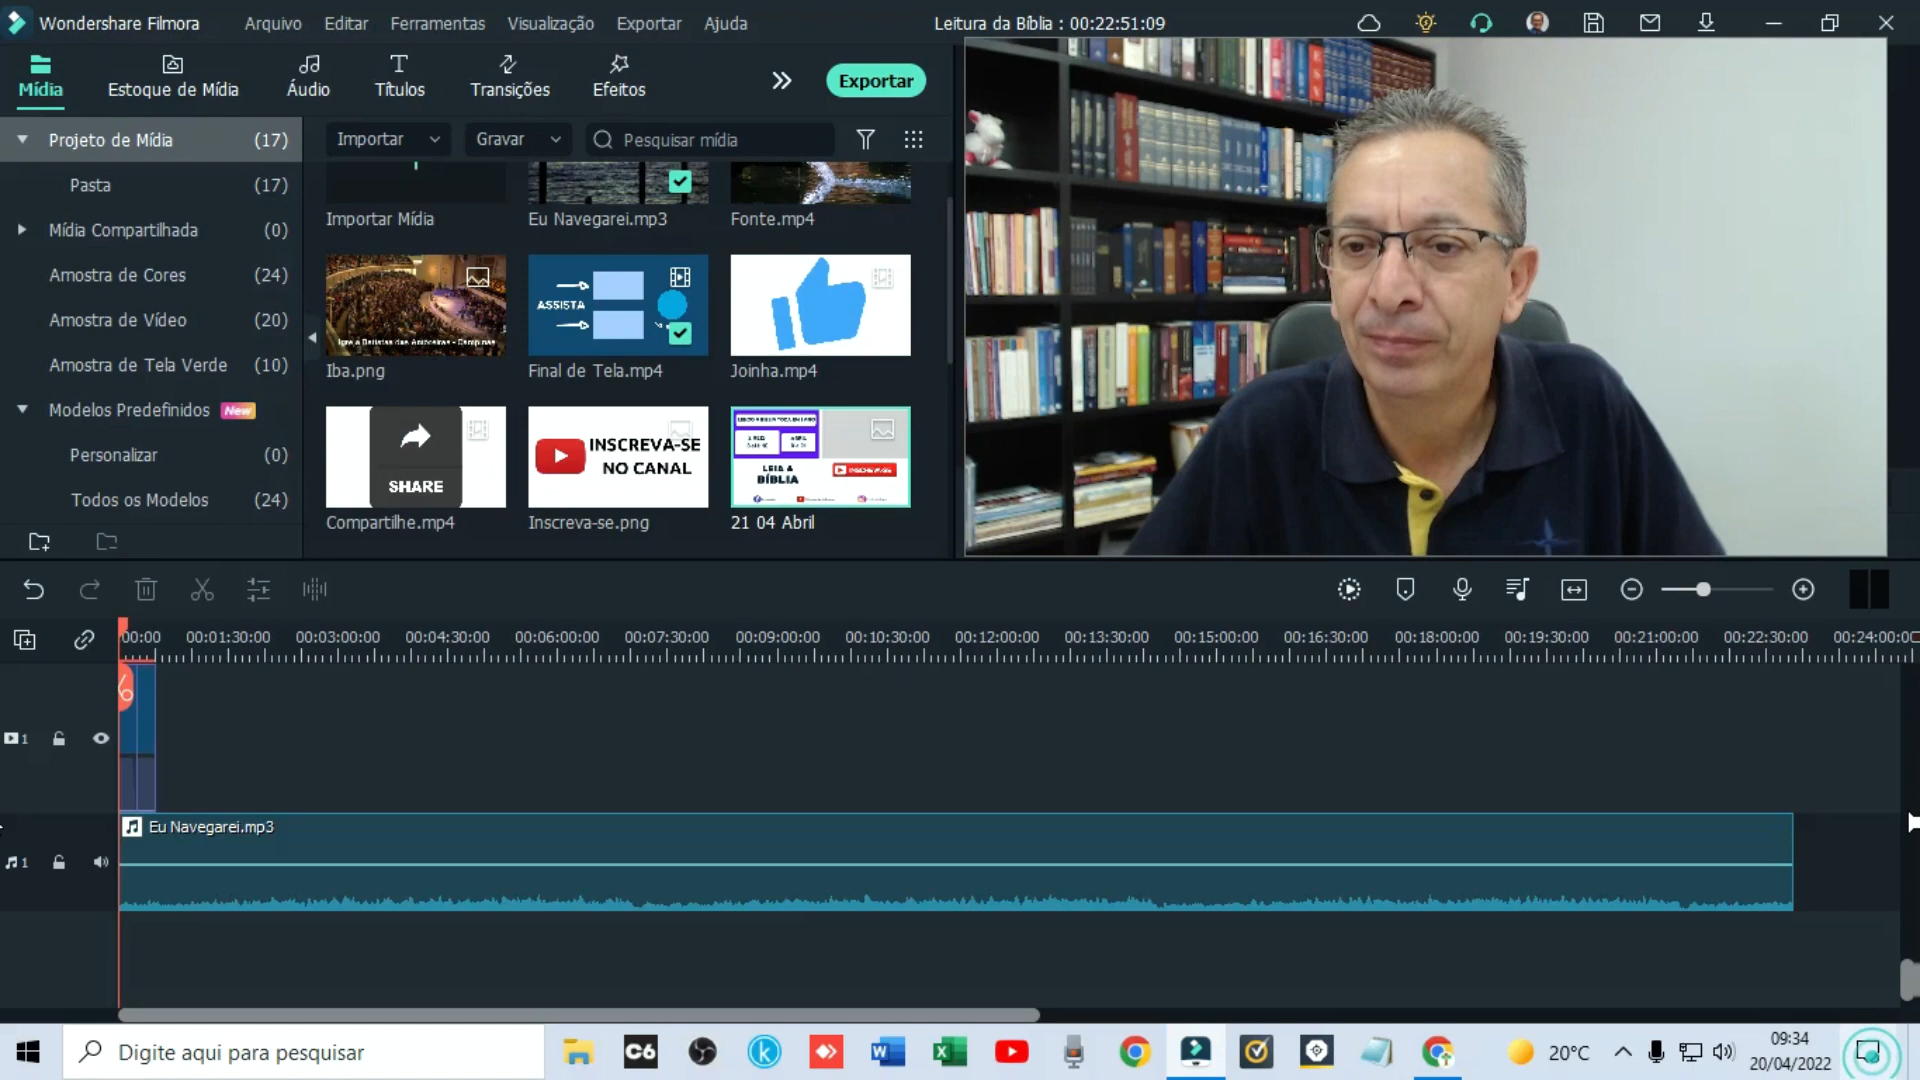 Wondershare Filmora
Arquivo Editar Ferramentas Visualização Exportar Ajuda
Leitura da Bíblia : 00:22:51:09
Mídia Estoque de Mídia Áudio Títulos Transições Efeitos
Exportar
Projeto de Mídia (17)
Pasta (17)
Mídia Compartilhada (0)
Amostra de Cores (24)
Amostra de Vídeo (20)
Amostra de Tela Verde (10)
Modelos Predefinidos New
Personalizar (0)
Todos os Modelos (24)
Importar Gravar Pesquisar mídia
Importar Mídia Eu Navegarei.mp3 Fonte.mp4
ASSISTA
Iba.png Final de Tela.mp4 Joinha.mp4
SHARE
INSCREVA-SE
NO CANAL
LEIA A
BÍBLIA
Compartilhe.mp4 Inscreva-se.png 21 04 Abril
00:00 00:01:30:00 00:03:00:00 00:04:30:00 00:06:00:00 00:07:30:00 00:09:00:00 00:10:30:00 00:12:00:00 00:13:30:00 00:15:00:00 00:16:30:00 00:18:00:00 00:19:30:00 00:21:00:00 00:22:30:00 00:24:00:00
1
Eu Navegarei.mp3
1
Digite aqui para pesquisar
C6
20°C
09:34
20/04/2022